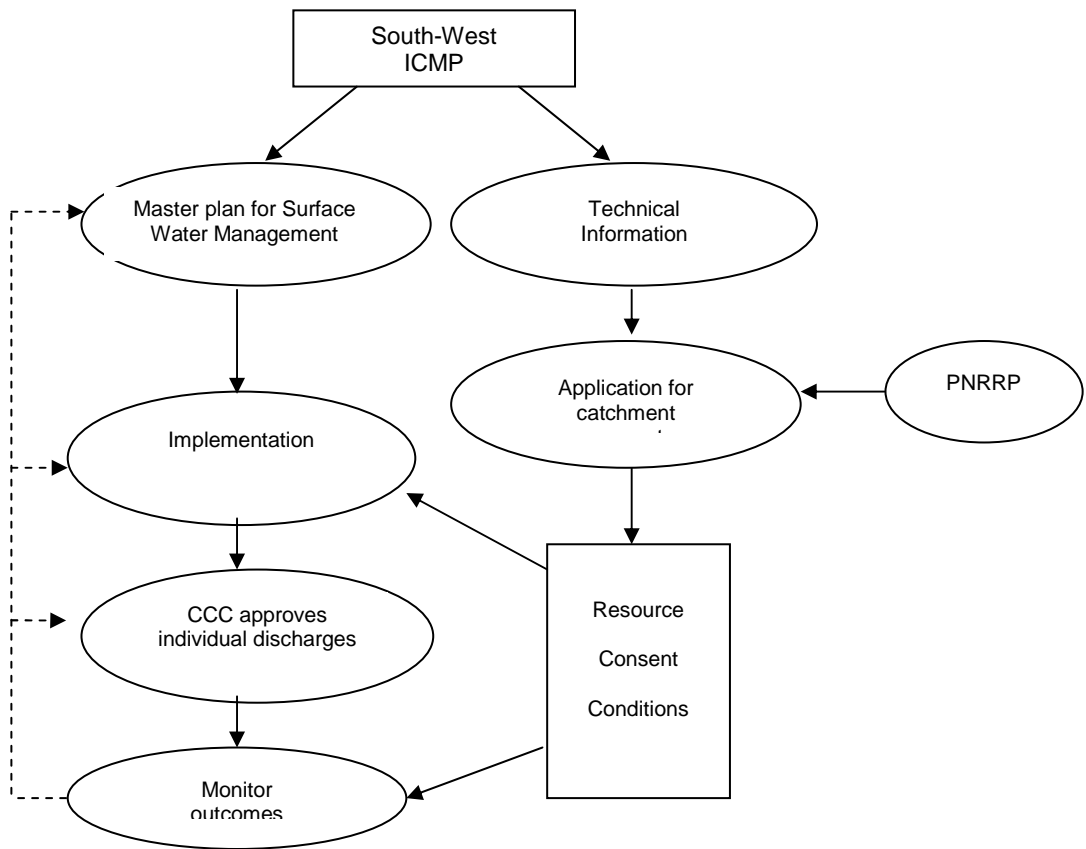 South-West
ICMP
Master plan for Surface
Water Management
Technical
Information
Application for
catchment
PNRRP
Implementation
CCC approves
individual discharges
Resource
Consent
Conditions
Monitor
outcomes